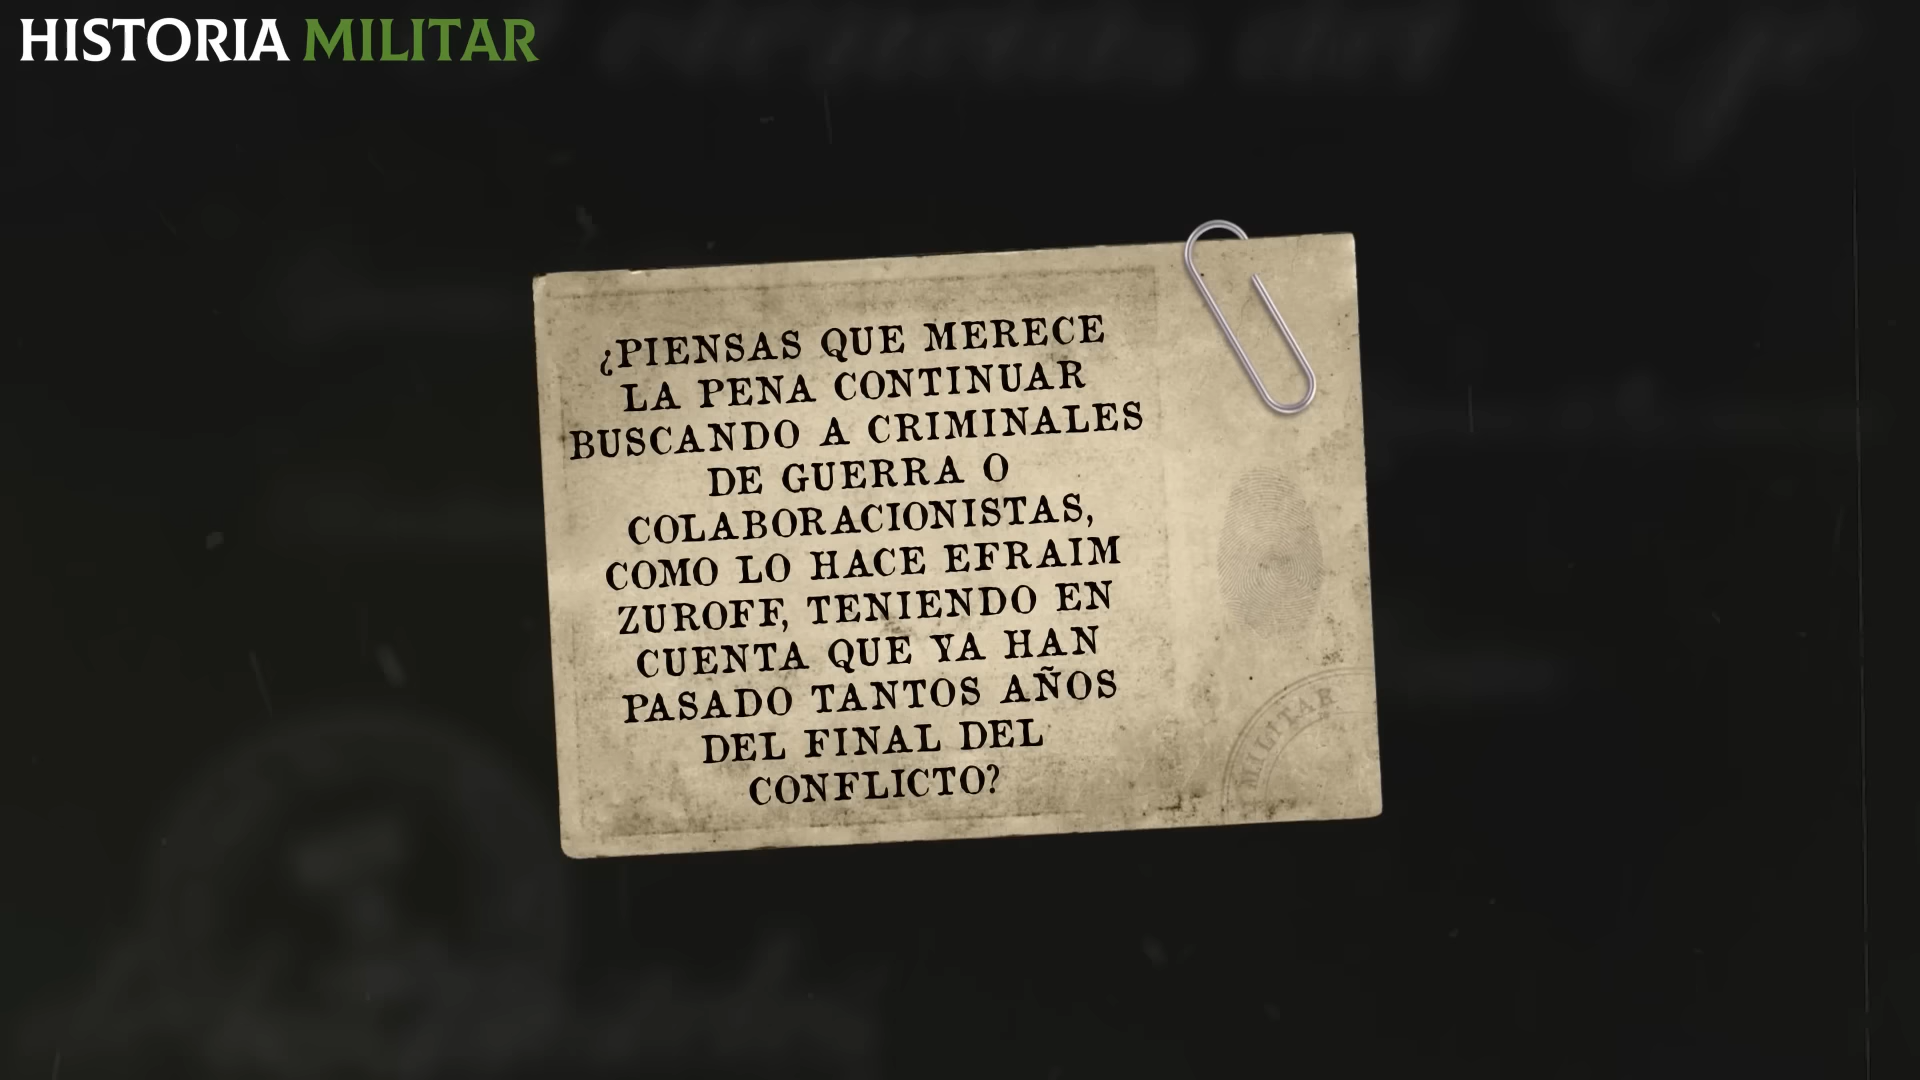 HISTORIA MILITAR
¿PIENSAS QUE MERECE
LA PENA CONTINUAR
BUSCANDO A CRIMINALES
DE GUERRA O
COLABORACIONISTAS,
COMO LO HACE EFRAIM
ZUROFF, TENIENDO EN
CUENTA QUE YA HAN
PASADO TANTOS AÑOS
DEL FINAL DEL
CONFLICTO?
MILITAR